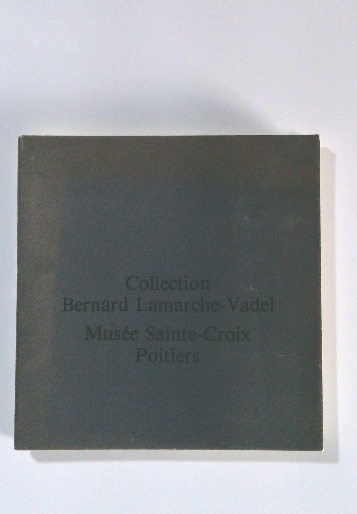 Collection
Bernard Lamarche-Vadel
Musée Sainte-Croix
Poitiers